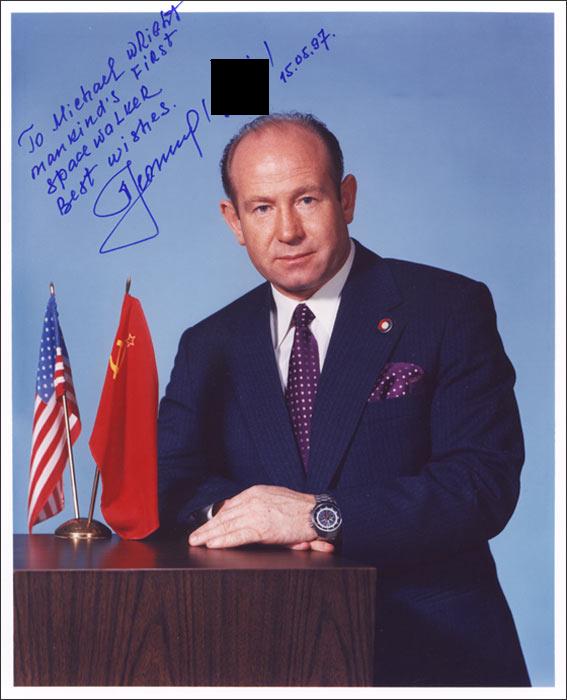 To Michael WRIGHT
mankind's FIRST
SPACEWALKER
Best wishes.
15.05.97.